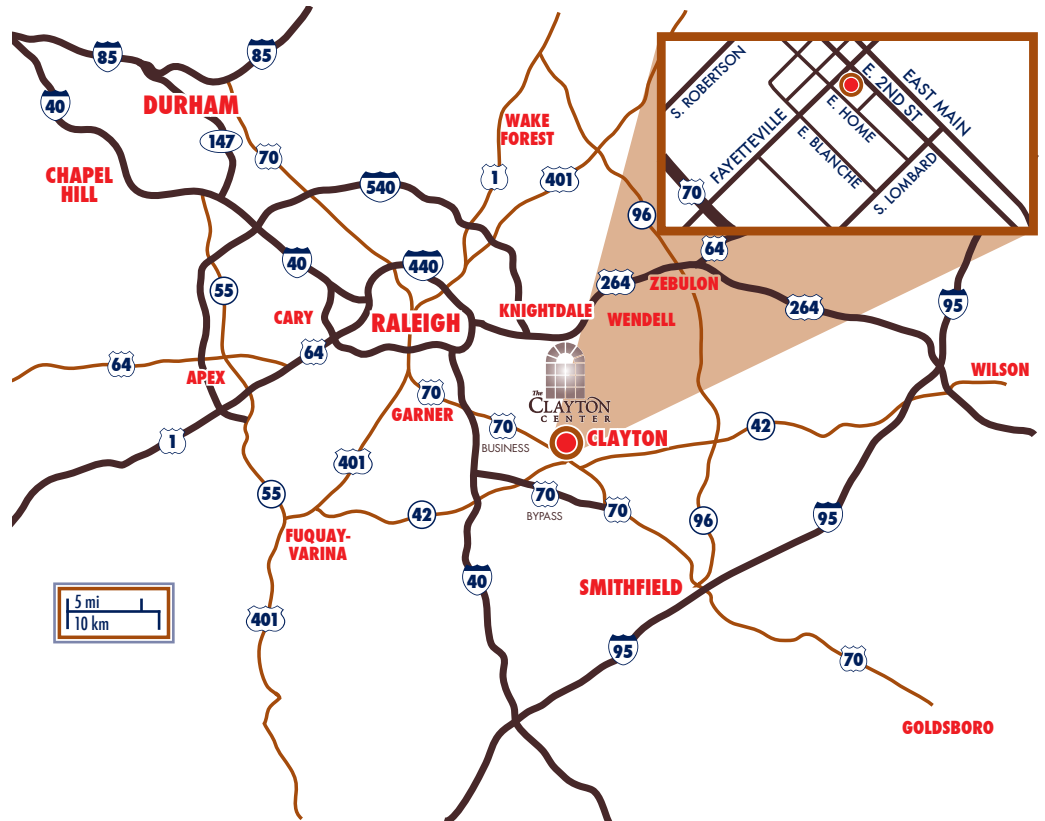 85
85
40
DURHAM
147
70
CHAPEL
HILL
540
WAKE
FOREST
1
401
96
S. ROBERTSON
FAYETTEVILLE
E. 2ND ST
EAST MAIN
E. HOME
E. BLANCHE
S. LOMBARD
70
64
40
440
55
264
ZEBULON
264
95
CARY
RALEIGH
KNIGHTDALE
WENDELL
64
64
APEX
WILSON
The
CLAYTON
CENTER
70
GARNER
70
BUSINESS
CLAYTON
42
1
401
55
42
70
BYPASS
70
96
95
FUQUAY-
VARINA
SMITHFIELD
40
5 mi
10 km
401
95
70
GOLDSBORO